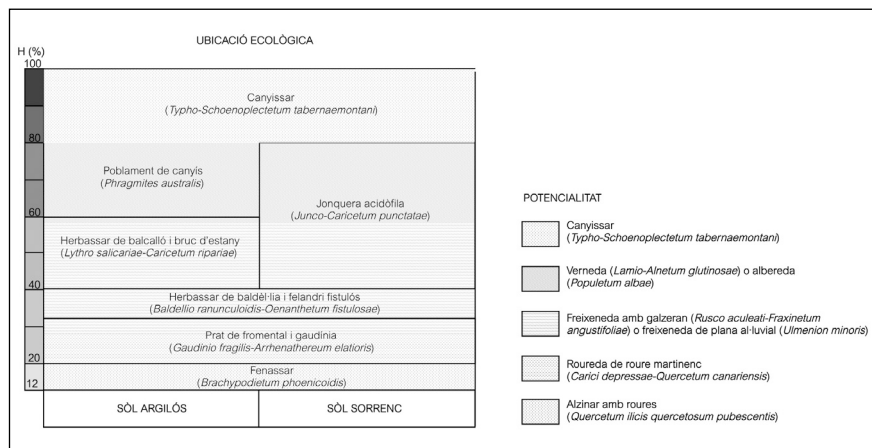 UBICACIÓ ECOLÒGICA
H (%)
100
Canyissar
(Typho-Schoenoplectetum tabernaemontani)
80
Poblament de canyís
(Phragmites australis)
Jonquera acidòfila
(Junco-Caricetum punctatae)
60
Herbassar de balcalló i bruc d'estany
(Lythro salicariae-Caricetum ripariae)
40
Herbassar de baldèl·lia i felandri fistulós
(Baldellio ranunculoidis-Oenanthetum fistulosae)
Prat de fromental i gaudínia
(Gaudinio fragilis-Arrhenathereum elatioris)
20
Fenassar
(Brachypodietum phoenicoidis)
12
SÒL ARGILÓS
SÒL SORRENC
POTENCIALITAT
Canyissar
(Typho-Schoenoplectetum tabernaemontani)
Verneda (Lamio-Alnetum glutinosae) o albereda
(Populetum albae)
Freixeneda amb galzeran (Rusco aculeati-Fraxinetum
angustifoliae) o freixeneda de plana al·luvial (Ulmenion minoris)
Roureda de roure martinenc
(Carici depressae-Quercetum canariensis)
Alzinar amb roures
(Quercetum ilicis quercetosum pubescentis)